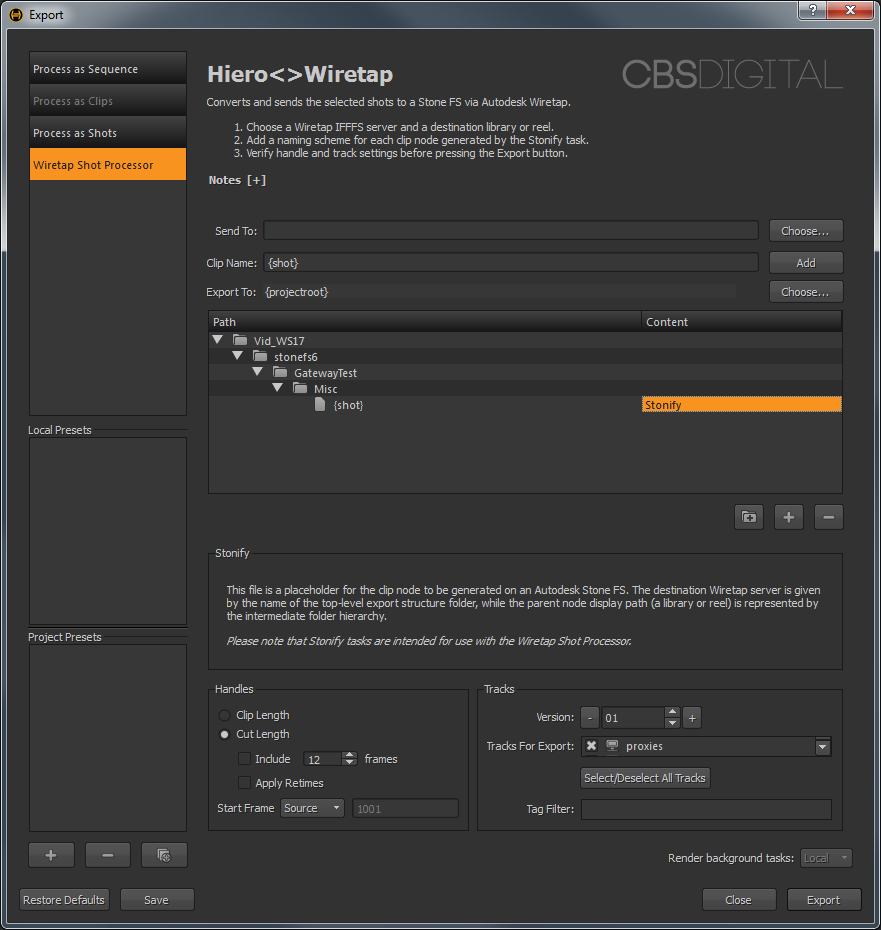 Export
?
Process as Sequence
Process as Clips
Process as Shots
Wiretap Shot Processor
Local Presets
Project Presets
Restore Defaults
Save
Hiero<>Wiretap
CBSDIGITAL
Converts and sends the selected shots to a Stone FS via Autodesk Wiretap.
1. Choose a Wiretap IFFFS server and a destination library or reel.
2. Add a naming scheme for each clip node generated by the Stonify task.
3. Verify handle and track settings before pressing the Export button.
Notes [+]
Send To:
Choose...
Clip Name: {shot}
Add
Export To: {projectroot}
Choose...
Path Content
Vid_WS17
stonefs6
GatewayTest
Misc
{shot} Stonify
Stonify
This file is a placeholder for the clip node to be generated on an Autodesk Stone FS. The destination Wiretap server is given
by the name of the top-level export structure folder, while the parent node display path (a library or reel) is represented by
the intermediate folder hierarchy.
Please note that Stonify tasks are intended for use with the Wiretap Shot Processor.
Handles
Clip Length
Cut Length
Include 12 frames
Apply Retimes
Start Frame Source 1001
Tracks
Version: - 01 +
Tracks For Export: proxies
Select/Deselect All Tracks
Tag Filter:
Render background tasks: Local
Close
Export